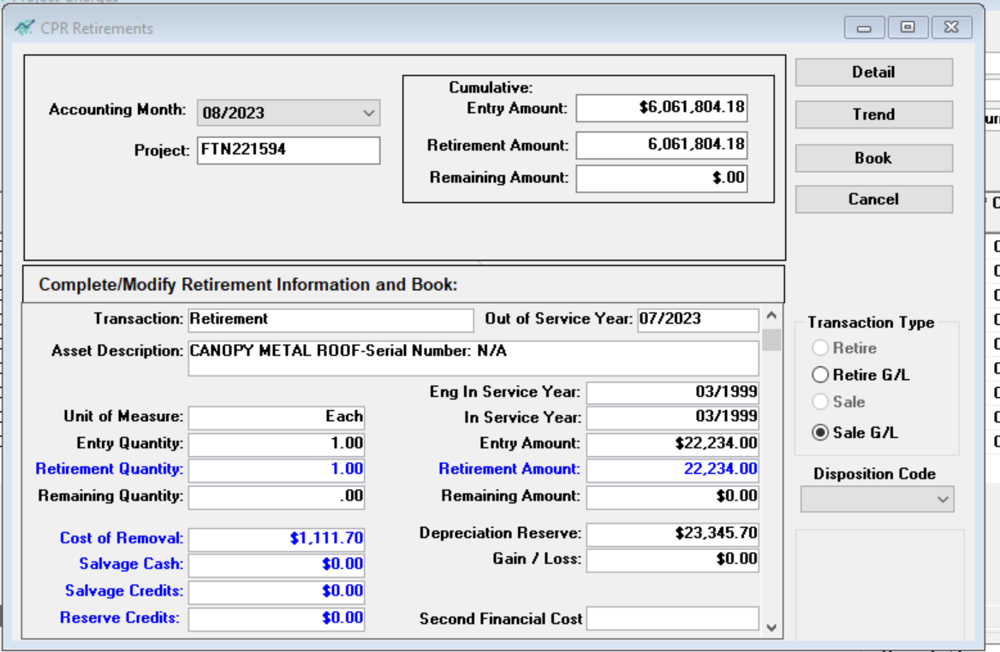 CPR Retirements
Accounting Month: 08/2023
Project: FTN221594
Cumulative:
Entry Amount: $6,061,804.18
Retirement Amount: 6,061,804.18
Remaining Amount: $.00
Detail
Trend
Book
Cancel
Complete/Modify Retirement Information and Book:
Transaction: Retirement Out of Service Year: 07/2023
Asset Description: CANOPY METAL ROOF-Serial Number: N/A
Eng In Service Year: 03/1999
Unit of Measure: Each In Service Year: 03/1999
Entry Quantity: 1.00 Entry Amount: $22,234.00
Retirement Quantity: 1.00 Retirement Amount: 22,234.00
Remaining Quantity: .00 Remaining Amount: $0.00
Cost of Removal: $1,111.70 Depreciation Reserve: $23,345.70
Salvage Cash: $0.00 Gain / Loss: $0.00
Salvage Credits: $0.00
Reserve Credits: $0.00 Second Financial Cost
Transaction Type
Retire
Retire G/L
Sale
Sale G/L
Disposition Code